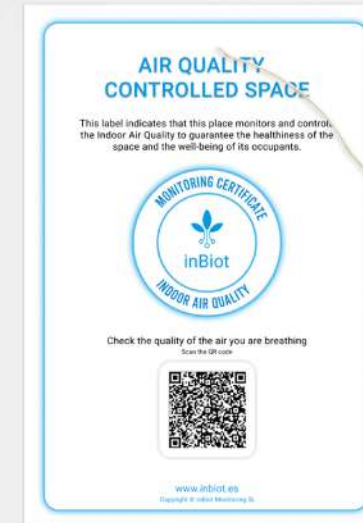 AIR QUALITY
CONTROLLED SPACE
This label indicates that this place monitors and
the Indoor Air Quality to guarantee the healthiness of the
space and the well-being of its occupants.
MONITORING CERTIFICATE
inBiot
INDOOR AIR QUALITY
Check the quality of the air you are breathing
Scan the QR code
www.inbiot.es
Copyright © inBiot Monitoring SL